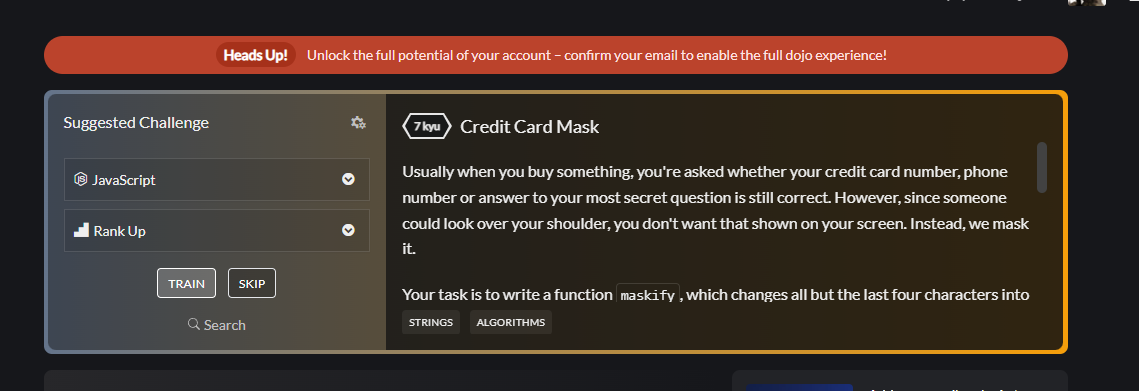 Heads Up! Unlock the full potential of your account – confirm your email to enable the full dojo experience!
Suggested Challenge
JavaScript
Rank Up
TRAIN SKIP
Search
7 kyu Credit Card Mask
Usually when you buy something, you're asked whether your credit card number, phone
number or answer to your most secret question is still correct. However, since someone
could look over your shoulder, you don't want that shown on your screen. Instead, we mask
it.
Your task is to write a function maskify, which changes all but the last four characters into
STRINGS ALGORITHMS